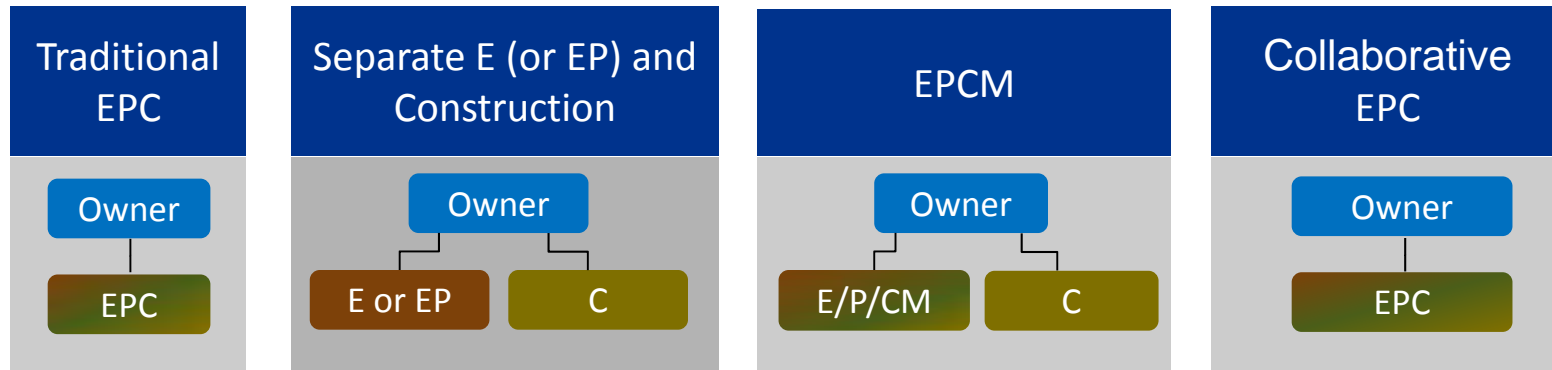 Traditional
EPC
Owner
EPC
Separate E (or EP) and
Construction
Owner
E or EP
C
EPCM
Owner
E/P/CM
C
Collaborative
EPC
Owner
EPC